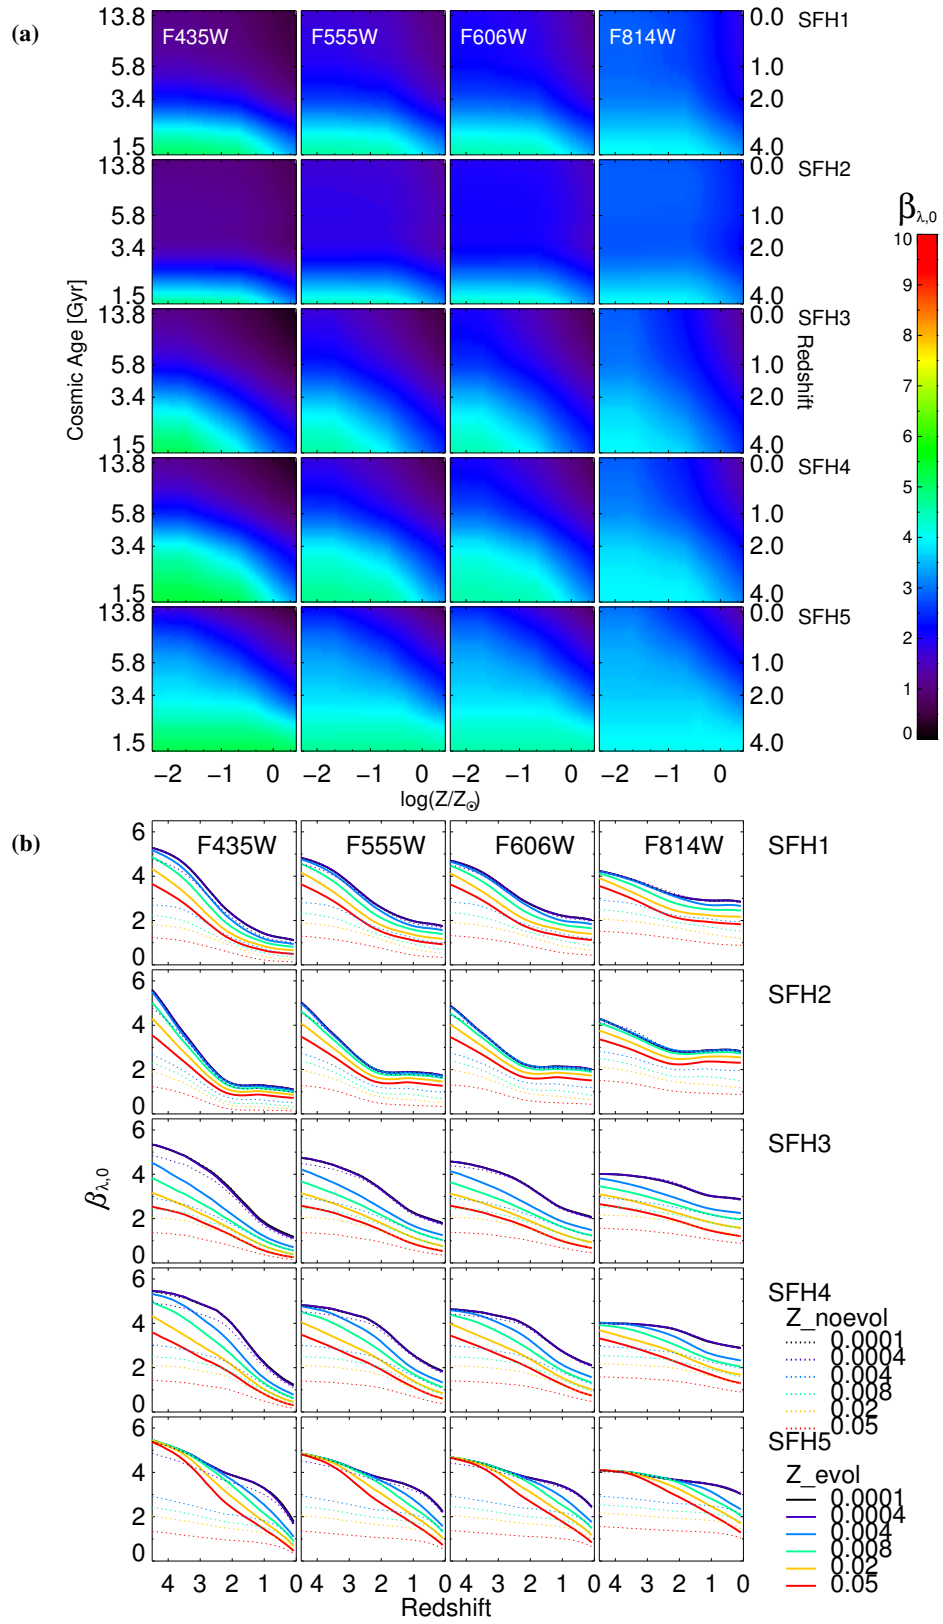 (a)
F435W F555W F606W F814W
13.8 0.0 SFH1
5.8 1.0
3.4 2.0
1.5 4.0
13.8 0.0 SFH2
5.8 1.0
3.4 2.0
1.5 4.0
13.8 0.0 SFH3
5.8 1.0
3.4 2.0
1.5 4.0
13.8 0.0 SFH4
5.8 1.0
3.4 2.0
1.5 4.0
13.8 0.0 SFH5
5.8 1.0
3.4 2.0
1.5 4.0
Cosmic Age [Gyr]
Redshift
−2 −1 0 −2 −1 0 −2 −1 0 −2 −1 0
log(Z/Z⊙)
βλ,0
10
9
8
7
6
5
4
3
2
1
0
(b)
F435W F555W F606W F814W SFH1
6
4
2
0
SFH2
6
4
2
0
SFH3
6
4
2
0
SFH4
6
4
2
0
SFH5
6
4
2
0
βλ,0
Z_noevol
0.0001
0.0004
0.004
0.008
0.02
0.05
Z_evol
0.0001
0.0004
0.004
0.008
0.02
0.05
4 3 2 1 0 4 3 2 1 0 4 3 2 1 0 4 3 2 1 0
Redshift